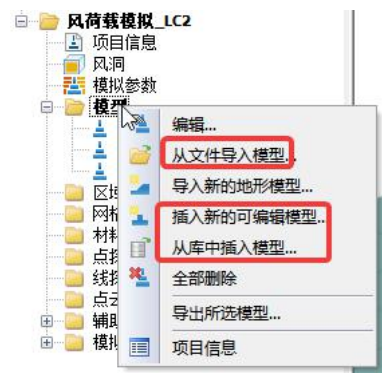 风荷载模拟_LC2
项目信息
风洞
模拟参数
模型
编辑...
从文件导入模型...
导入新的地形模型...
插入新的可编辑模型...
从库中插入模型...
全部删除
导出所选模型...
项目信息
区
网格
材料
点探
线探
点云
辅助
模拟